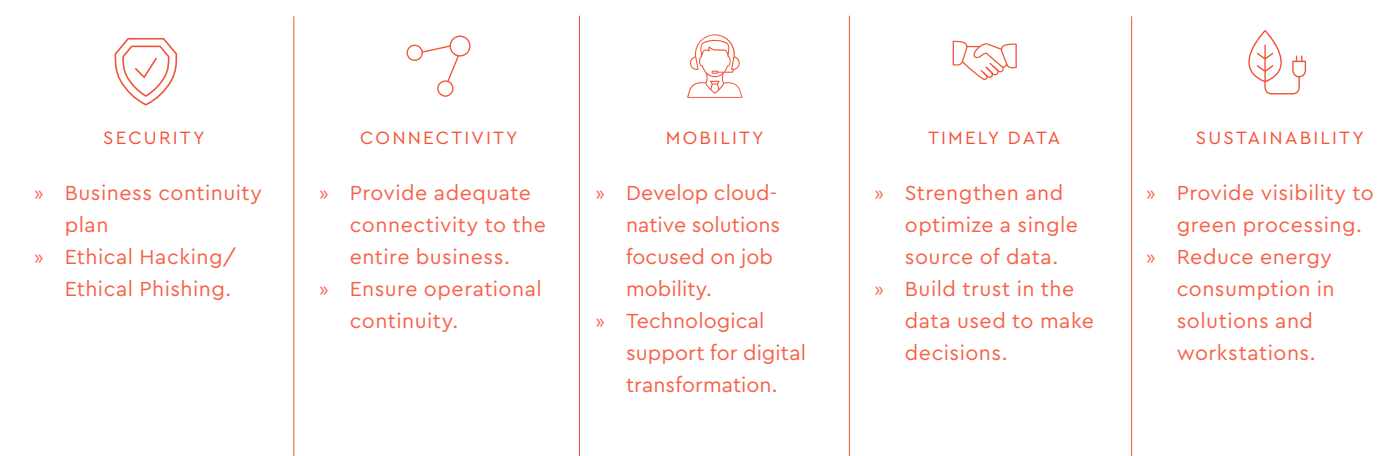 SECURITY
» Business continuity
plan
» Ethical Hacking/
Ethical Phishing.
CONNECTIVITY
» Provide adequate
connectivity to the
entire business.
» Ensure operational
continuity.
MOBILITY
» Develop cloud-
native solutions
focused on job
mobility.
» Technological
support for digital
transformation.
TIMELY DATA
» Strengthen and
optimize a single
source of data.
» Build trust in the
data used to make
decisions.
SUSTAINABILITY
» Provide visibility to
green processing.
» Reduce energy
consumption in
solutions and
workstations.